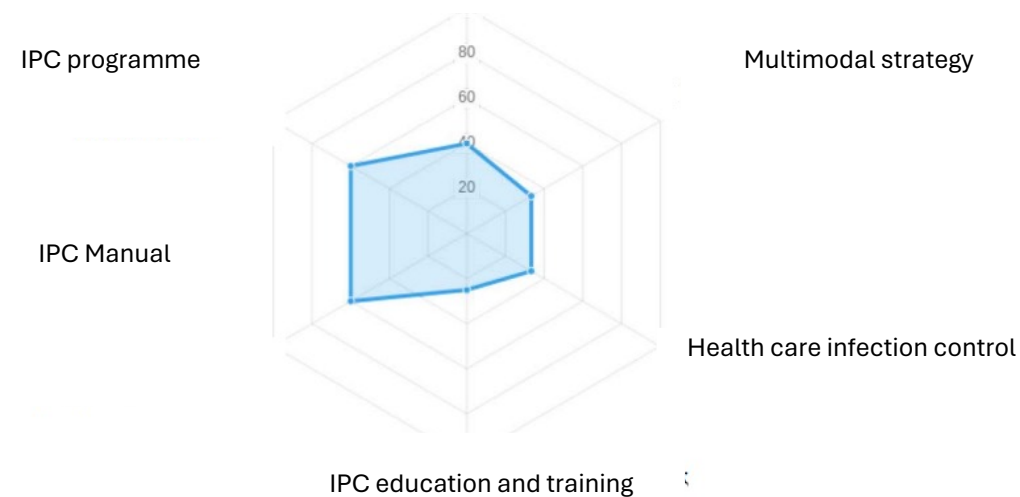 80
IPC programme
Multimodal strategy
60
40
20
IPC Manual
Health care infection control
IPC education and training